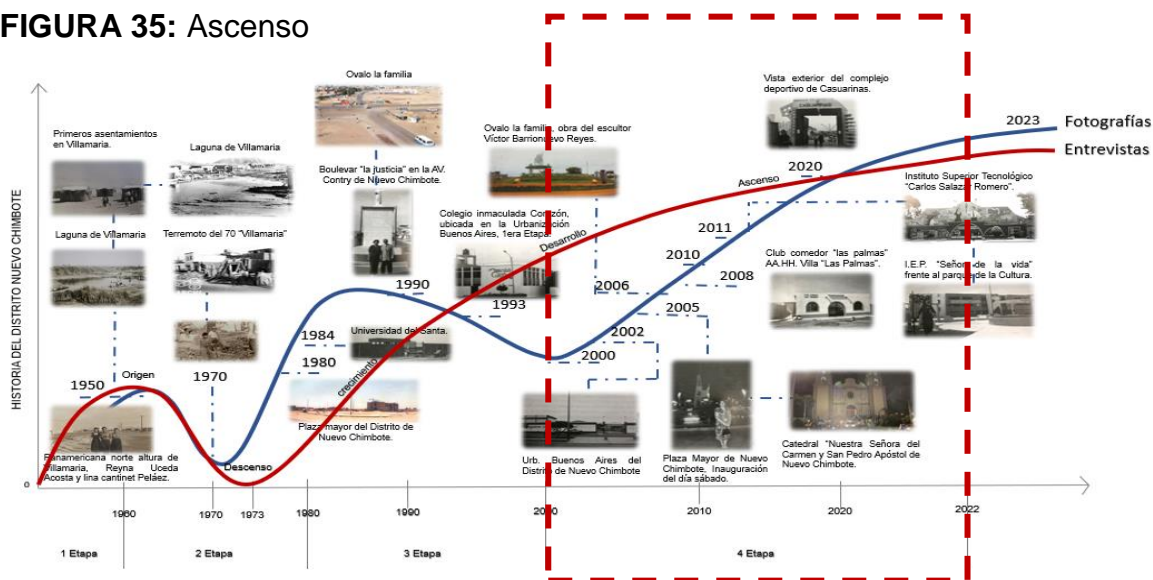 FIGURA 35: Ascenso
Ovalo la familia
Vista exterior del complejo
deportivo de Casuarinas.
Primeros asentamientos
en Villamaria.
Laguna de Villamaria
Ovalo la familia, obra del escultor
Víctor Barrionuevo Reyes.
2023
Fotografías
Entrevistas
Boulevar "la justicia" en la AV.
Contry de Nuevo Chimbote.
2020
Ascenso
Instituto Superior Tecnológico
"Carlos Salazar Romero".
Laguna de Villamaria
Terremoto del 70 "Villamaria"
Colegio inmaculada Corazón,
ubicada en la Urbanización
Buenos Aires, 1era Etapa.
Desarrollo
2011
Club comedor "las palmas"
AA.HH. Villa "Las Palmas".
I.E.P. "Señor de la vida"
frente al parque de la Cultura.
2010
2008
1990
2006
1993
2005
1984
Universidad del Santa.
2002
1980
2000
HISTORIA DEL DISTRITO NUEVO CHIMBOTE
1950
Origen
1970
crecimiento
Plaza mayor del Distrito de
Nuevo Chimbote.
Panamericana norte altura de
Villamaria, Reyna Uceda
Acosta y lina cantinet Peláez.
Descenso
Urb. Buenos Aires del
Distrito de Nuevo Chimbote
Plaza Mayor de Nuevo
Chimbote, Inauguración
del día sábado.
Catedral "Nuestra Señora del
Carmen y San Pedro Apóstol de
Nuevo Chimbote.
0
1960
1970
1973
1980
1990
2000
2010
2020
2022
1 Etapa
2 Etapa
3 Etapa
4 Etapa